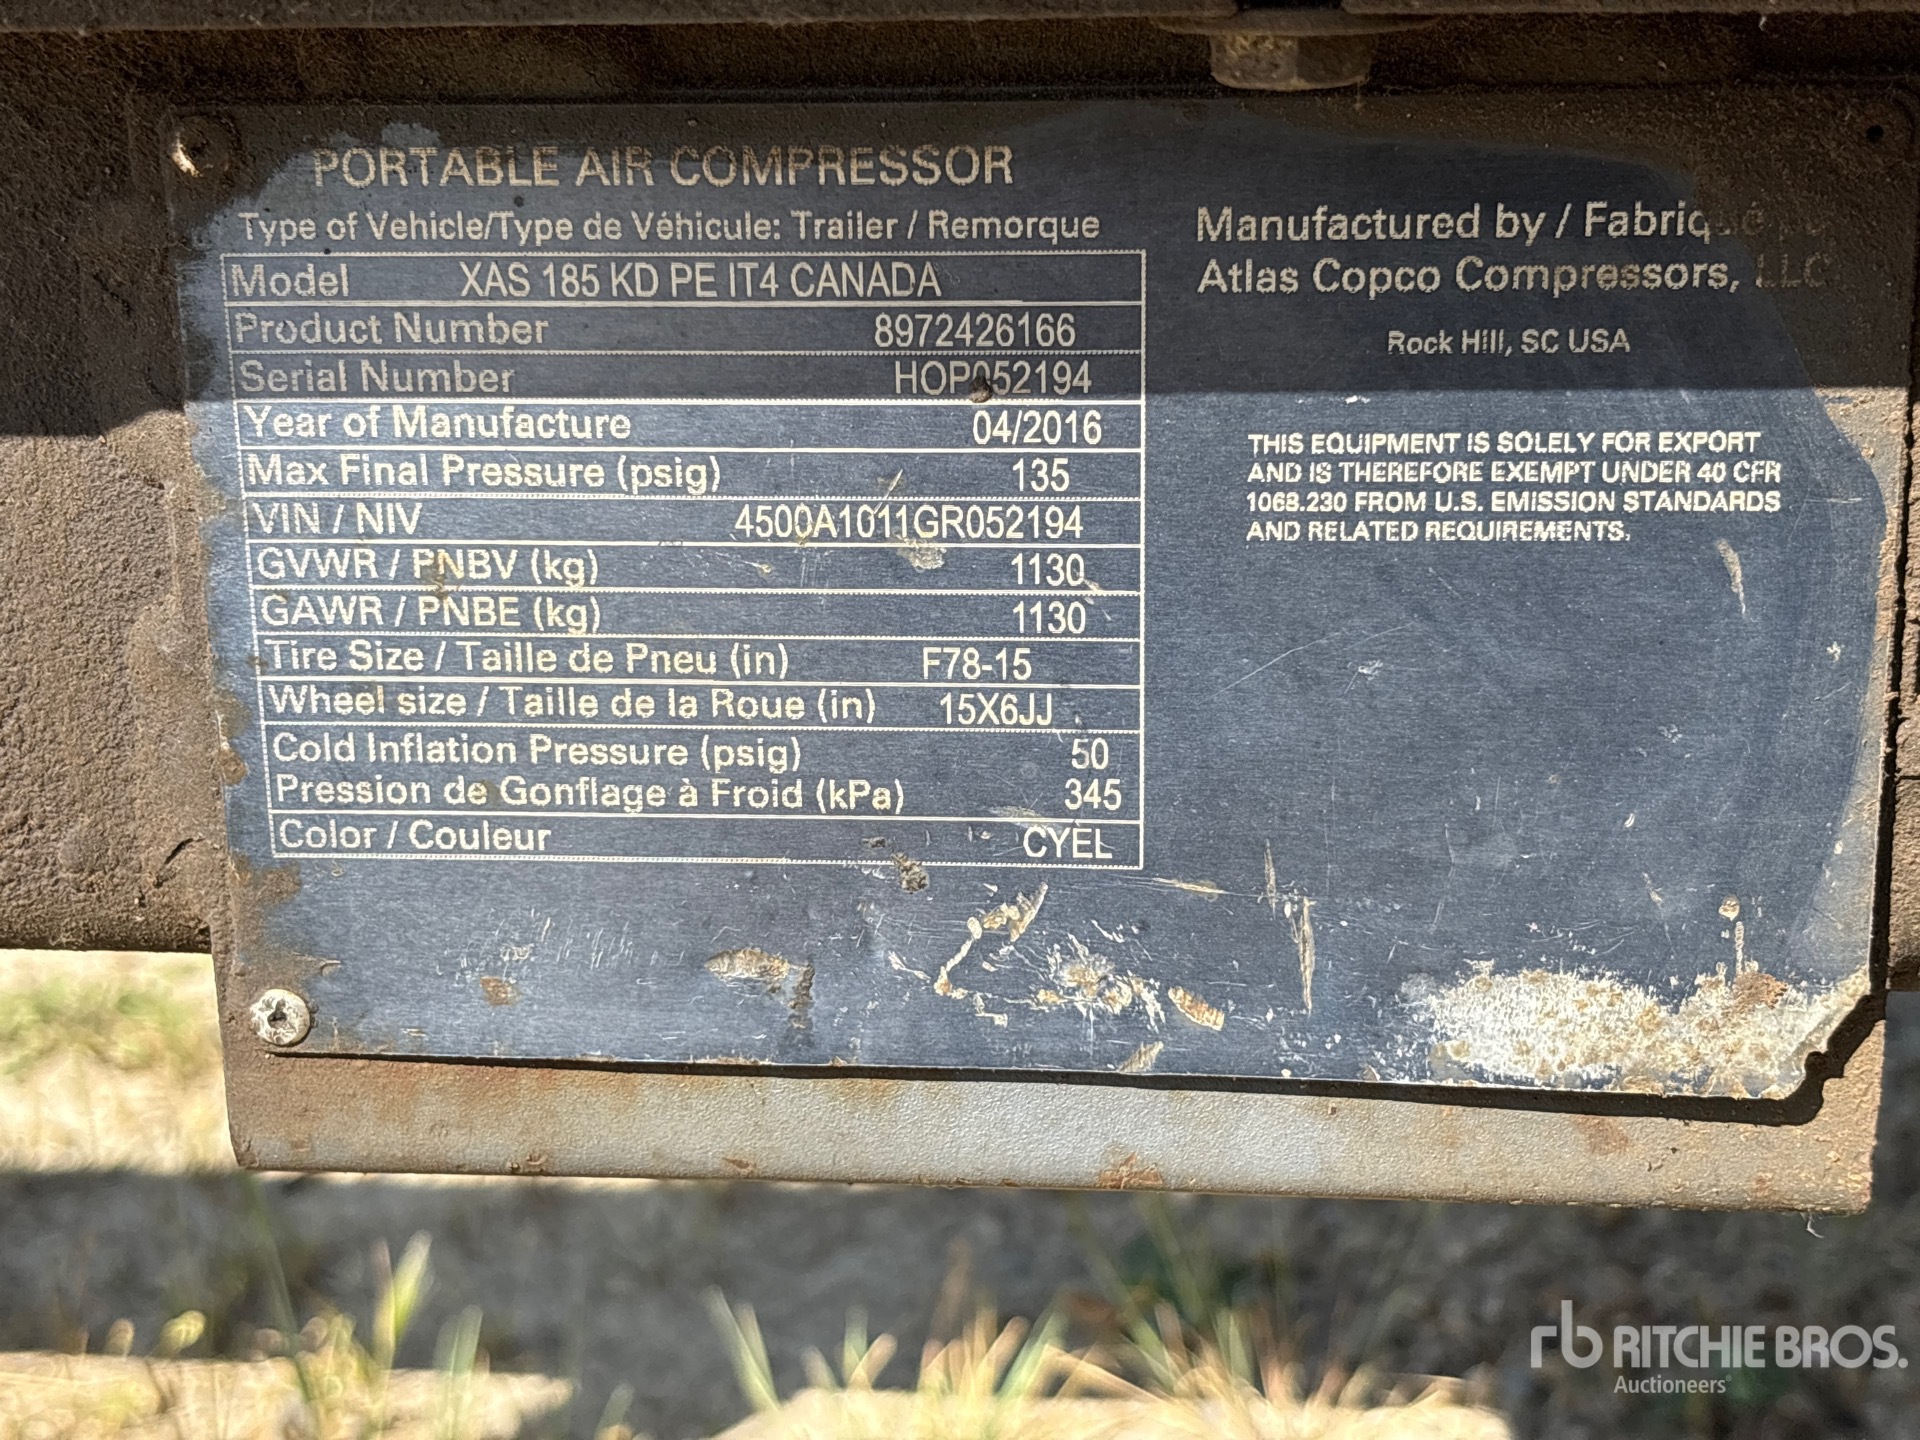 PORTABLE AIR COMPRESSOR
Type of Vehicle/Type de Véhicule: Trailer / Remorque
Model XAS 185 KD PE IT4 CANADA
Product Number 8972426166
Serial Number HOP052194
Year of Manufacture 04/2016
Max Final Pressure (psig) 135
VIN / NIV 4500A1011GR052194
GVWR / PNBV (kg) 1130
GAWR / PNBE (kg) 1130
Tire Size / Taille de Pneu (in) F78-15
Wheel size / Taille de la Roue (in) 15X6JJ
Cold Inflation Pressure (psig) 50
Pression de Gonflage à Froid (kPa) 345
Color / Couleur CYEL
Manufactured by / Fabriqué
Atlas Copco Compressors, LLC
Rock Hill, SC USA
THIS EQUIPMENT IS SOLELY FOR EXPORT
AND IS THEREFORE EXEMPT UNDER 40 CFR
1068.230 FROM U.S. EMISSION STANDARDS
AND RELATED REQUIREMENTS.
rb RITCHIE BROS.
Auctioneers